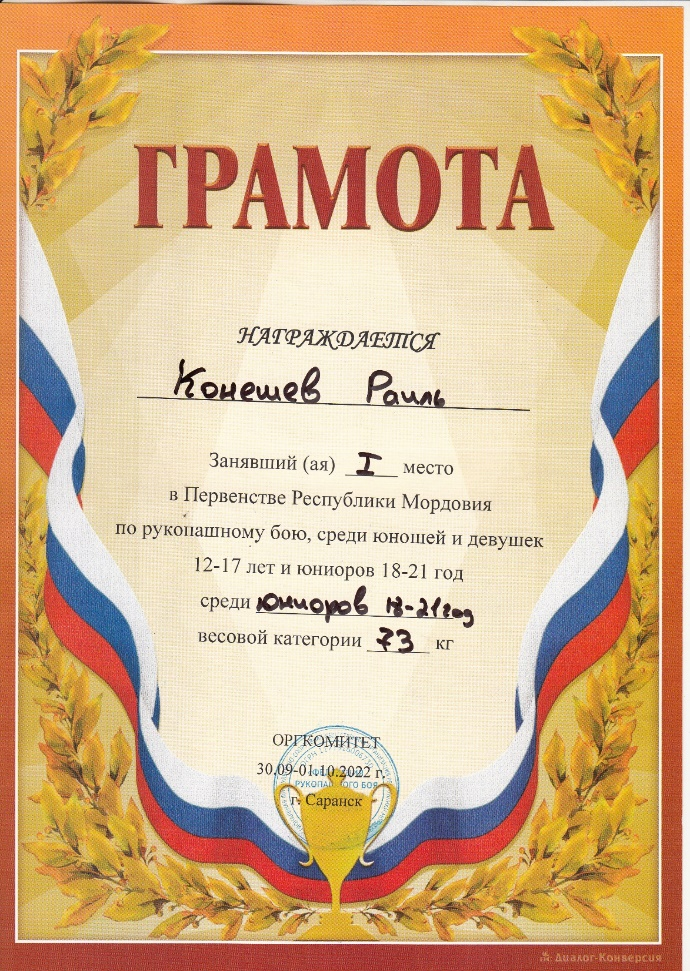 ГРАМОТА
НАГРАЖДАЕТСЯ
Конешев Раиль
Занявший (ая) I место
в Первенстве Республики Мордовия
по рукопашному бою, среди юношей и девушек
12-17 лет и юниоров 18-21 год
среди юниоров 18-21 год
весовой категории 73 кг
ОРГКОМИТЕТ
30.09-01.10.2022 г.
РУКОПАШНОГО БОЯ
г. Саранск
Диалог-Конверсия